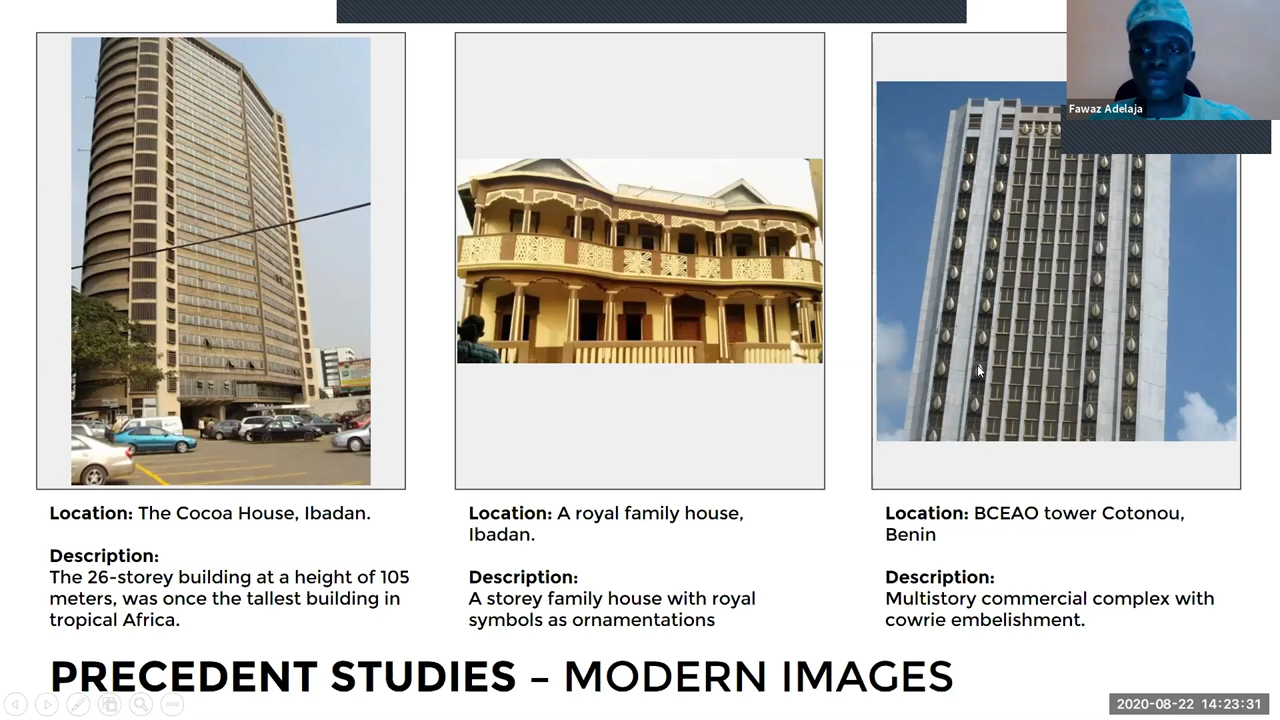 Fawaz Adelaja
Location: The Cocoa House, Ibadan.
Description:
The 26-storey building at a height of 105
meters, was once the tallest building in
tropical Africa.
Location: A royal family house,
Ibadan.
Description:
A storey family house with royal
symbols as ornamentations
Location: BCEAO tower Cotonou,
Benin
Description:
Multistory commercial complex with
cowrie embelishment.
PRECEDENT STUDIES – MODERN IMAGES
2020-08-22 14:23:31